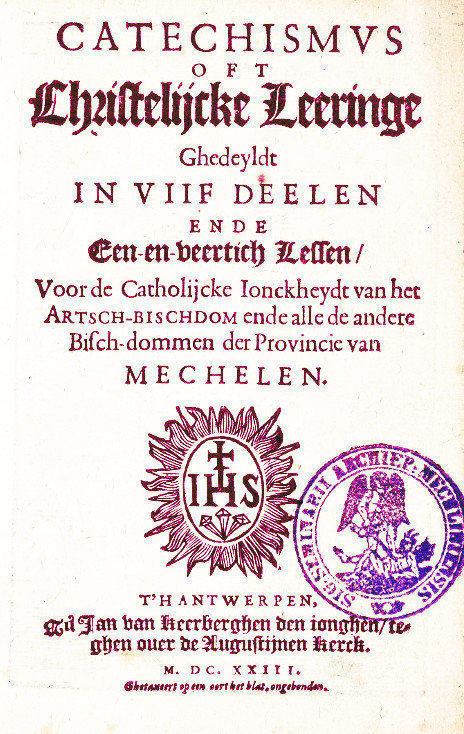 CATECHISMVS
OFT
Christelijcke Leeringe
Ghedeyldt
IN VIIF DEELEN
ENDE
Een-en-veertich Lessen/
Voor de Catholijcke Ionckheydt van het
ARTSCH-BISCHDOM ende alle de andere
Bisch-dommen der Provincie van
MECHELEN.
IHS
SIG. SEMINARII ARCHIEP. MECHLINIENSIS
T'HANTWERPEN,
By Jan van Keerberghen den ionghen/te-
ghen ouer de Augustijnen Kerck.
M. DC. XXIII.
Ghetaxeert op een oort het blat, ongebonden.